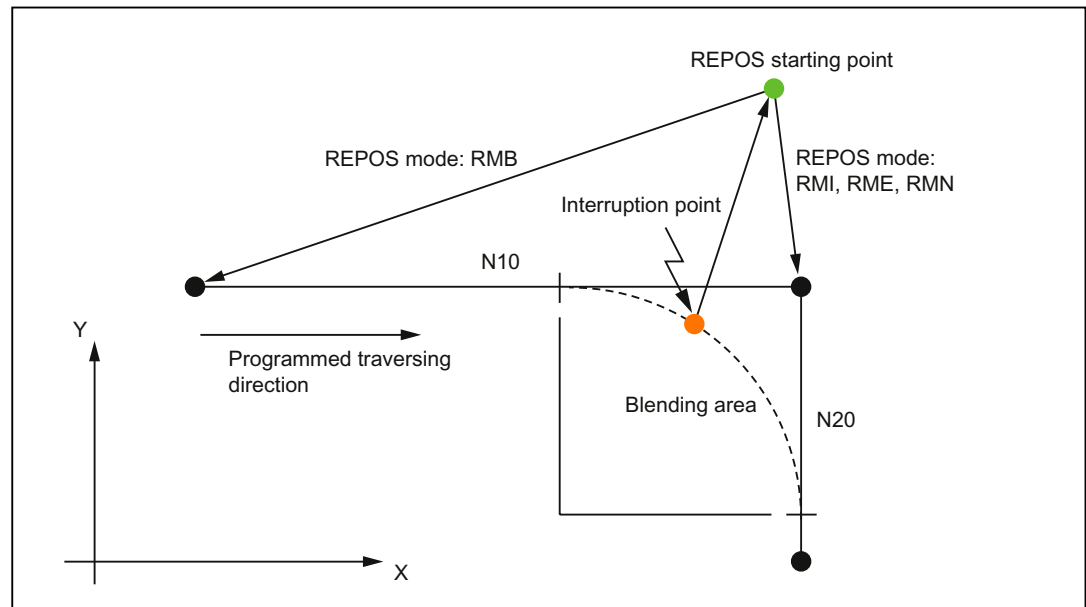 REPOS starting point
REPOS mode: RMB
REPOS mode:
RMI, RME, RMN
Interruption point
N10
Y
Programmed traversing
direction
Blending area
N20
X